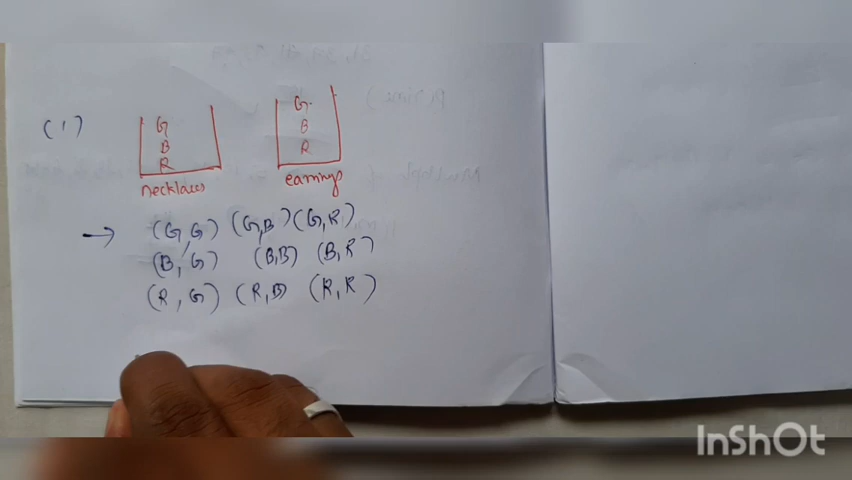 (1)
G G
B B
R R
necklaces earrings
→ (G,G) (G,B) (G,R)
(B,G) (B,B) (B,R)
(R,G) (R,B) (R,R)
InShOt